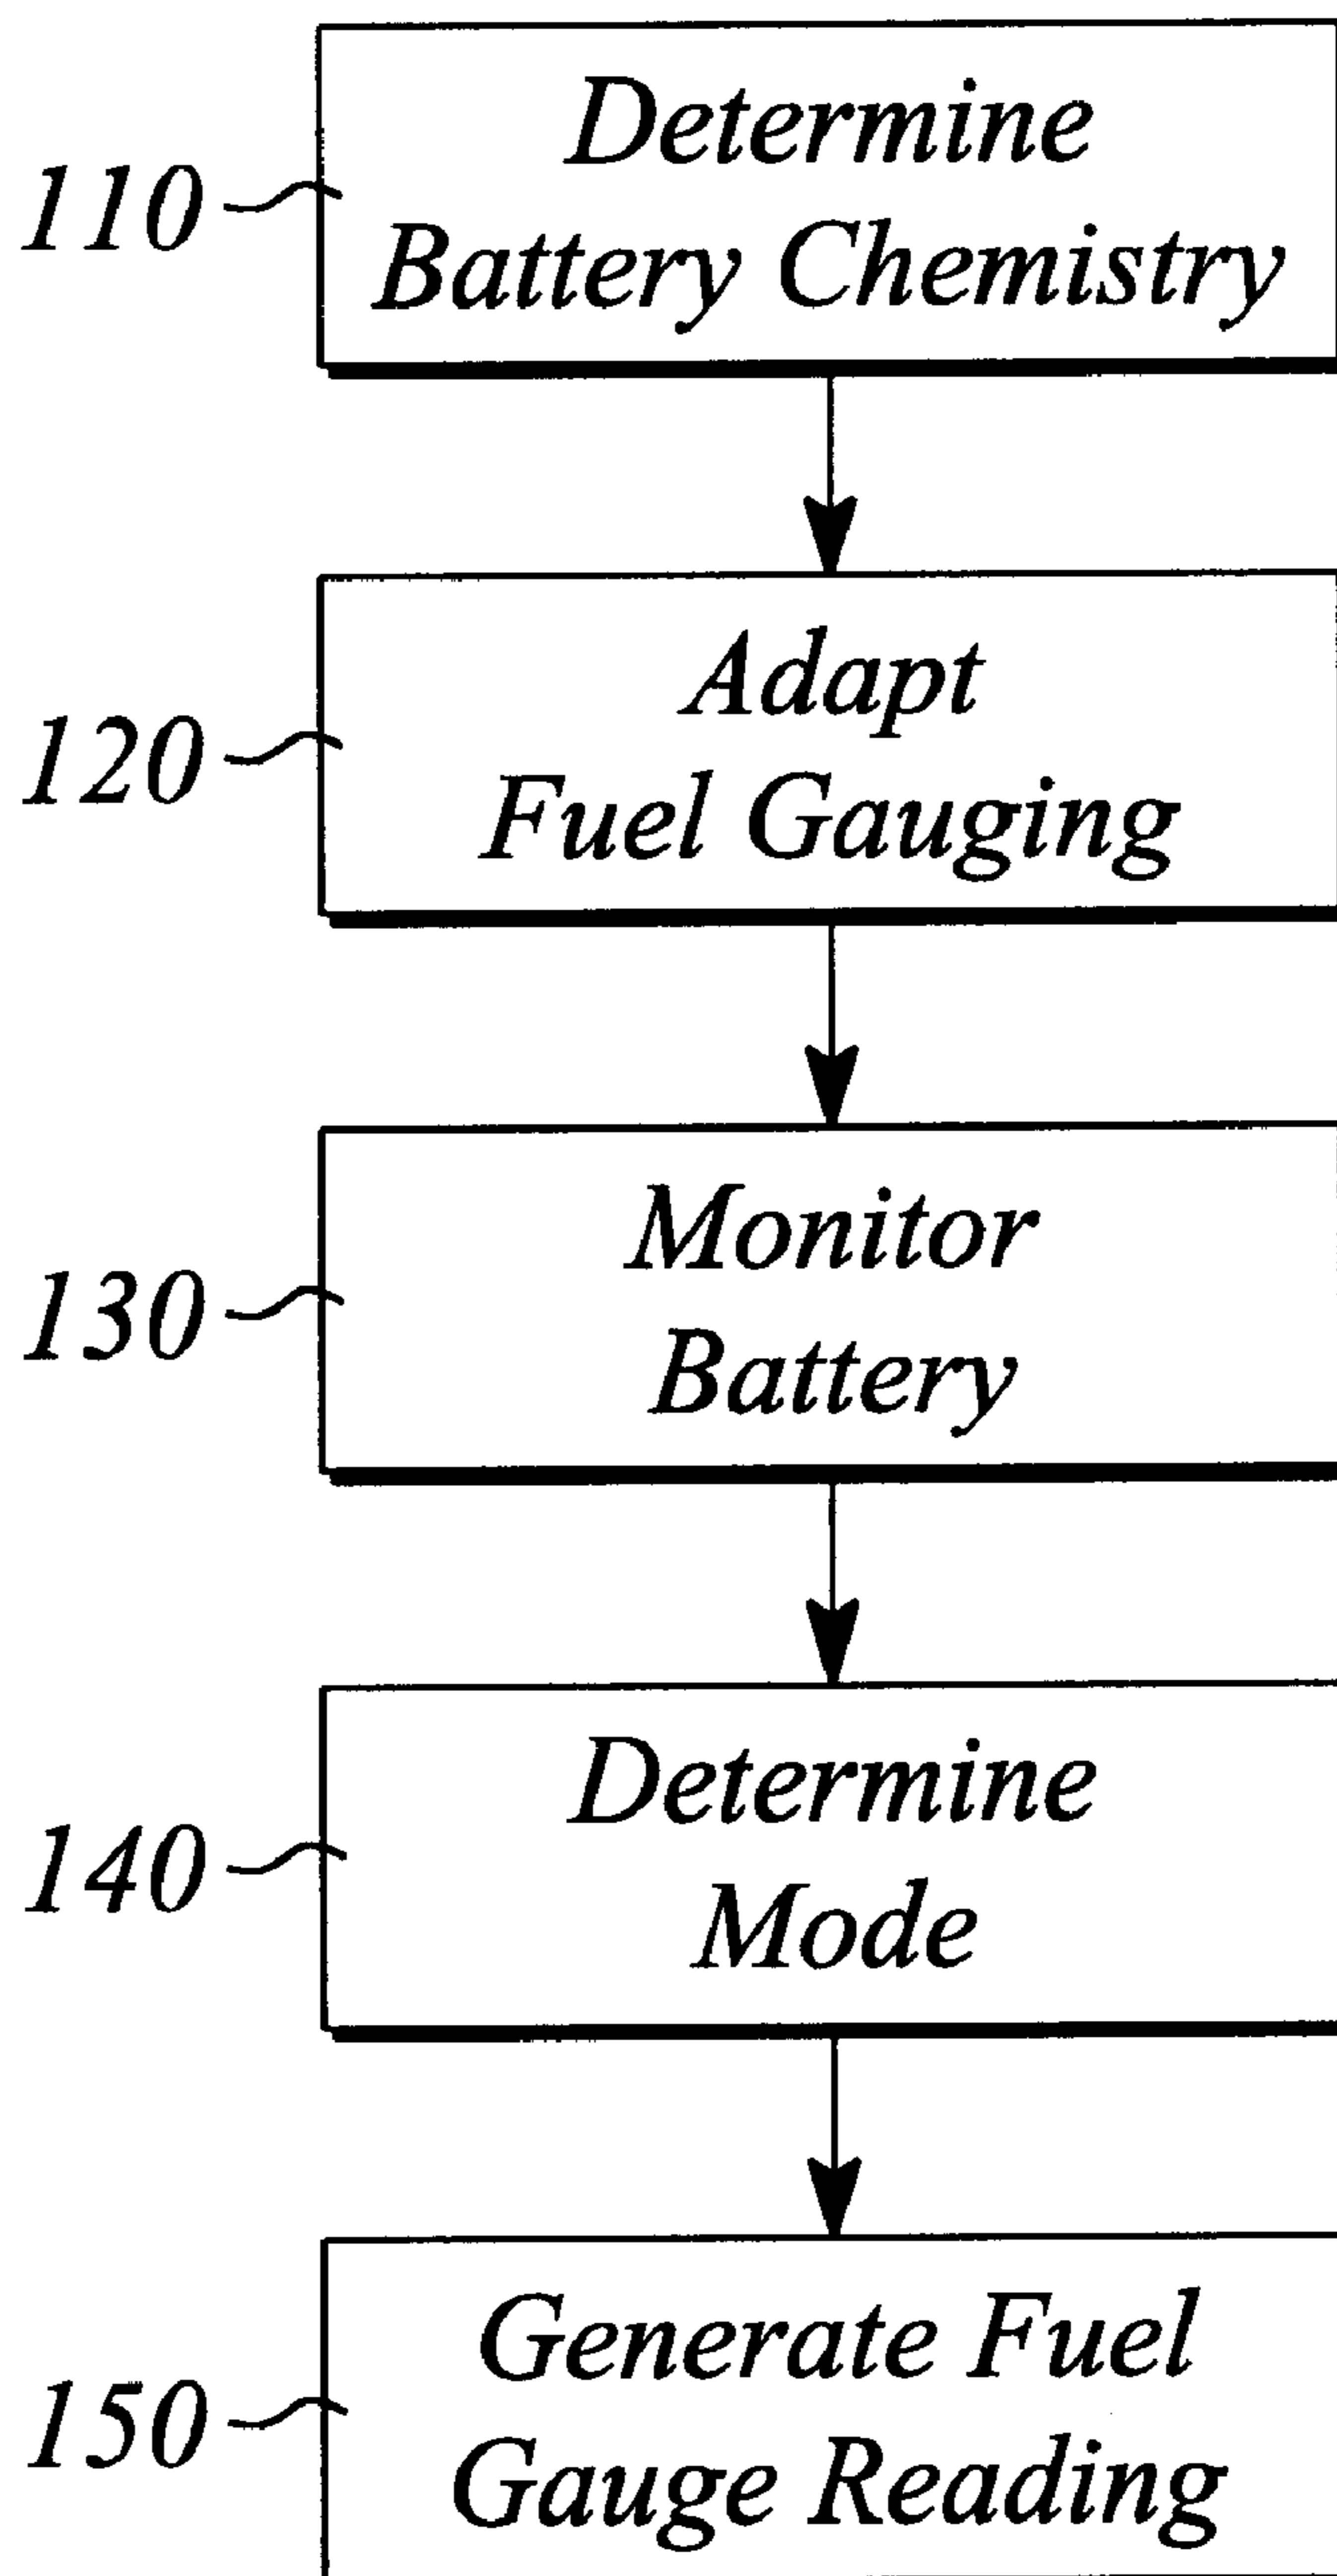 Determine
110 Battery Chemistry
Adapt
120 Fuel Gauging
Monitor
130 Battery
Determine
140 Mode
Generate Fuel
150 Gauge Reading